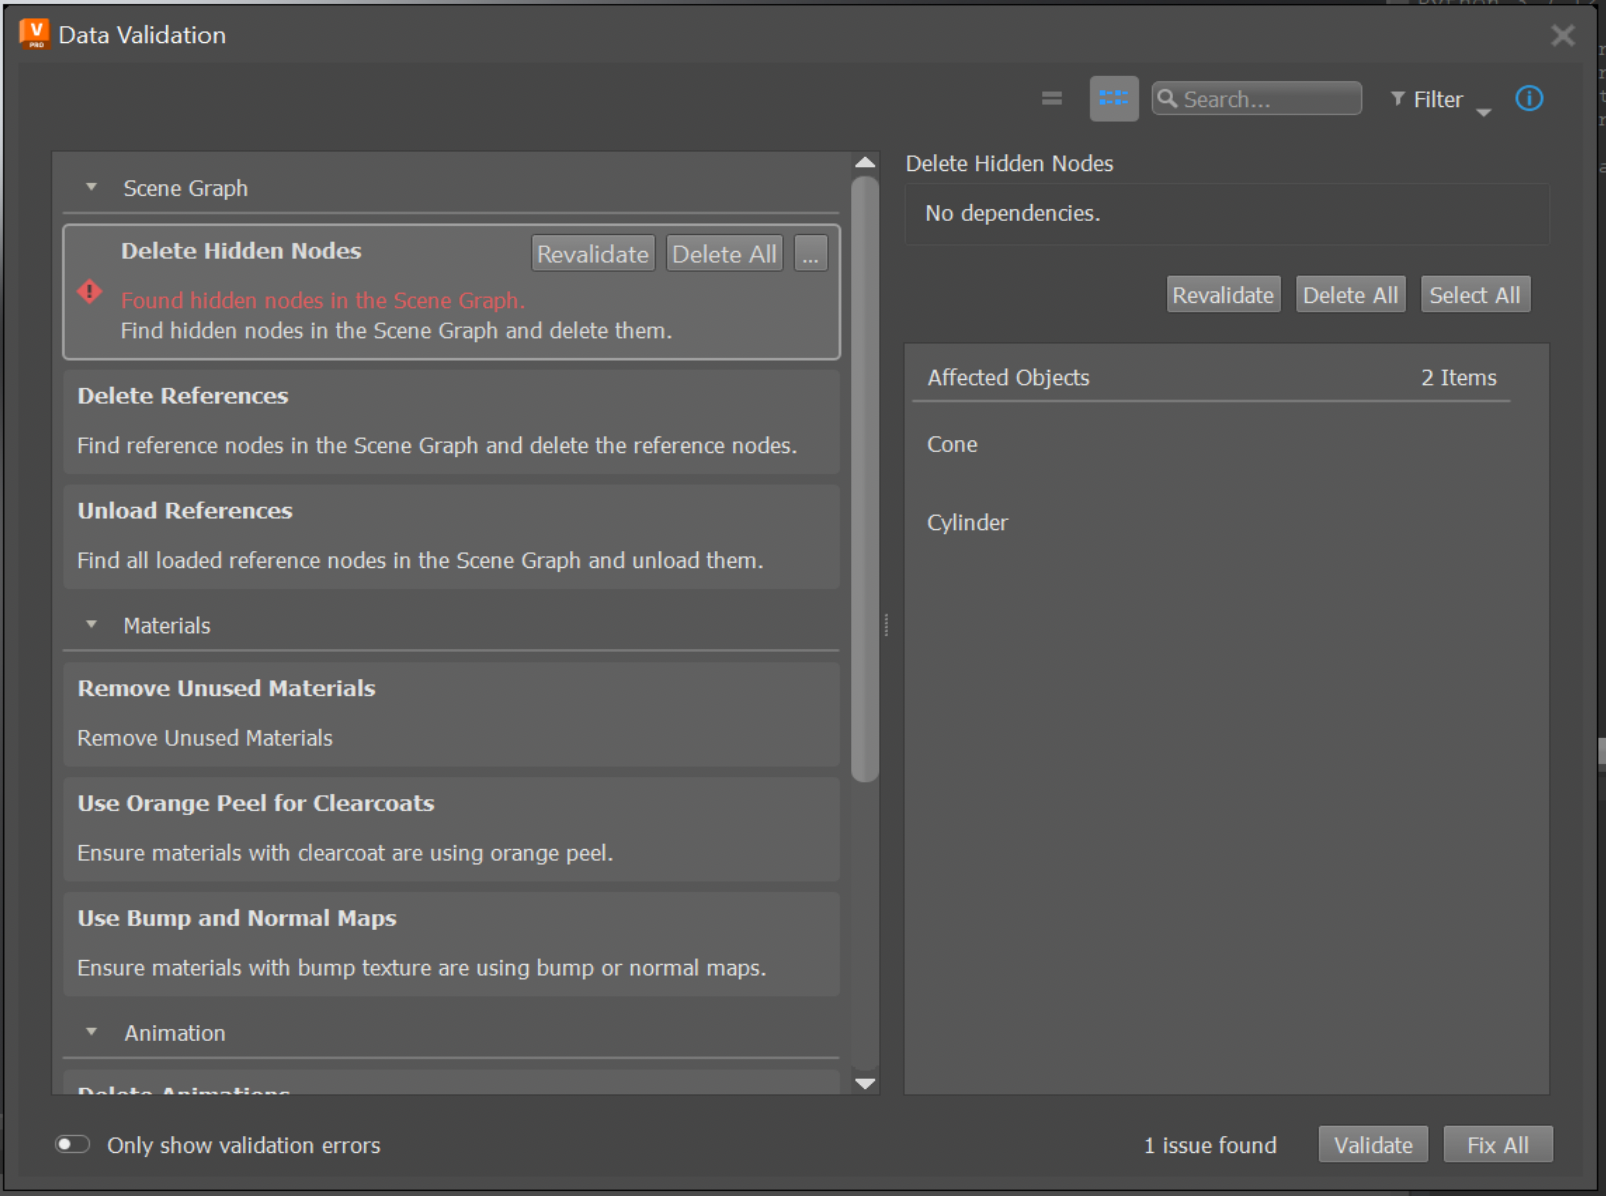 V
PRO
Data Validation
Search...
Filter
Scene Graph
Delete Hidden Nodes
Revalidate
Delete All
...
Found hidden nodes in the Scene Graph.
Find hidden nodes in the Scene Graph and delete them.
Delete References
Find reference nodes in the Scene Graph and delete the reference nodes.
Unload References
Find all loaded reference nodes in the Scene Graph and unload them.
Materials
Remove Unused Materials
Remove Unused Materials
Use Orange Peel for Clearcoats
Ensure materials with clearcoat are using orange peel.
Use Bump and Normal Maps
Ensure materials with bump texture are using bump or normal maps.
Animation
Delete Animations
Delete Hidden Nodes
No dependencies.
Revalidate
Delete All
Select All
Affected Objects
2 Items
Cone
Cylinder
Only show validation errors
1 issue found
Validate
Fix All